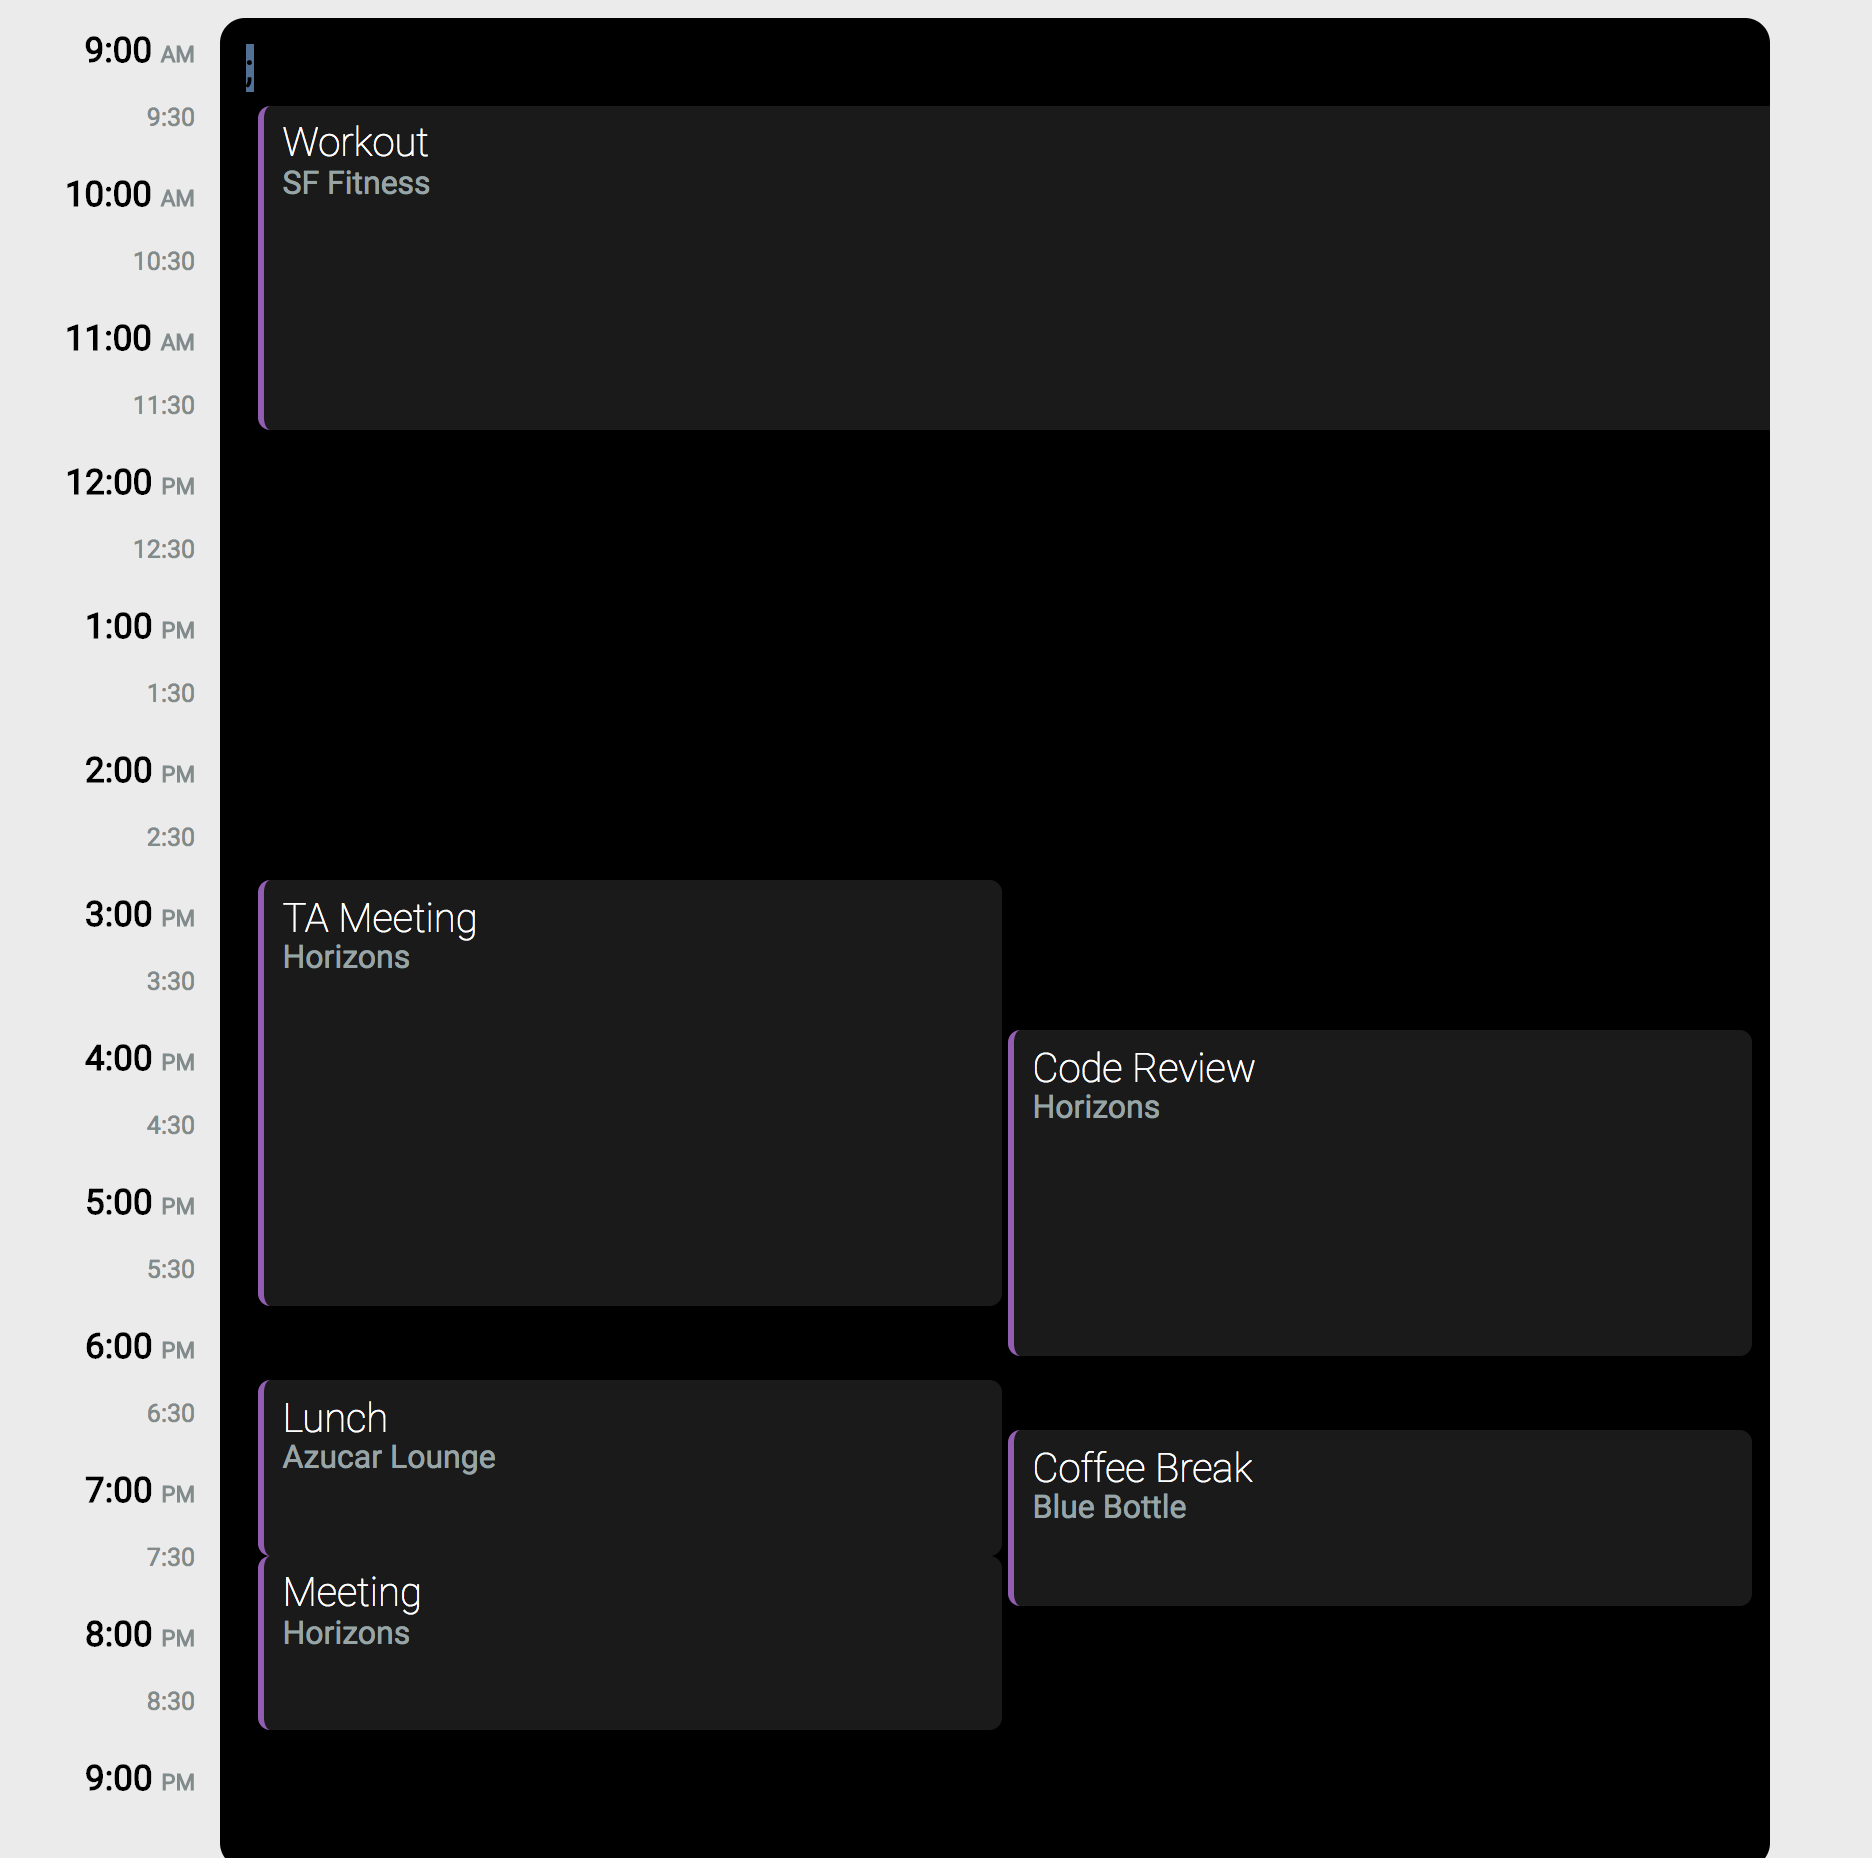 9:00 AM
;
9:30
Workout
SF Fitness
10:00 AM
10:30
11:00 AM
11:30
12:00 PM
12:30
1:00 PM
1:30
2:00 PM
2:30
3:00 PM
TA Meeting
Horizons
3:30
4:00 PM
Code Review
Horizons
4:30
5:00 PM
5:30
6:00 PM
6:30
Lunch
Azucar Lounge
Coffee Break
Blue Bottle
7:00 PM
7:30
Meeting
Horizons
8:00 PM
8:30
9:00 PM